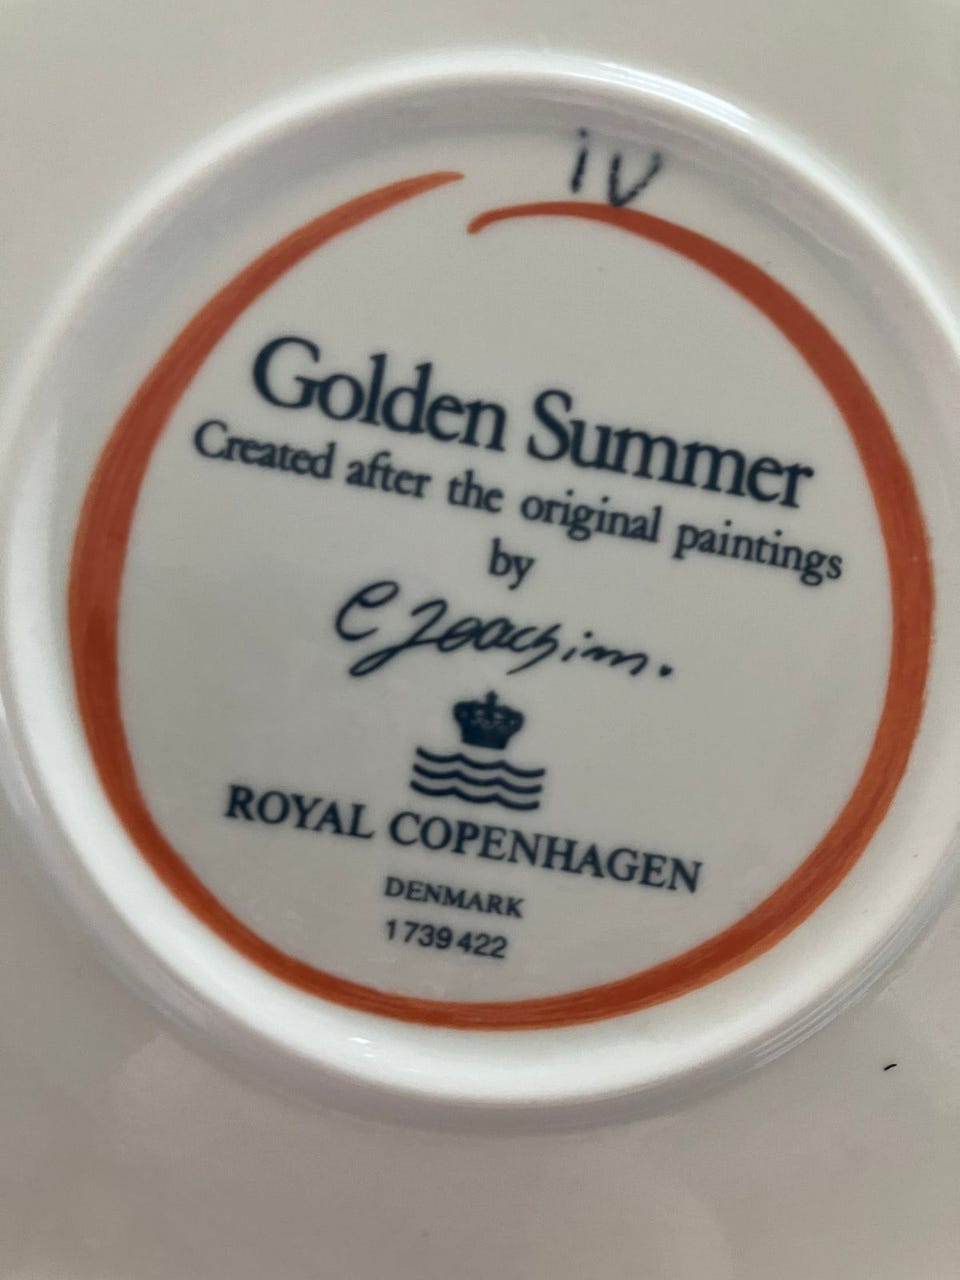 iv
Golden Summer
Created after the original paintings
by
C Joachim.
ROYAL COPENHAGEN
DENMARK
1739422